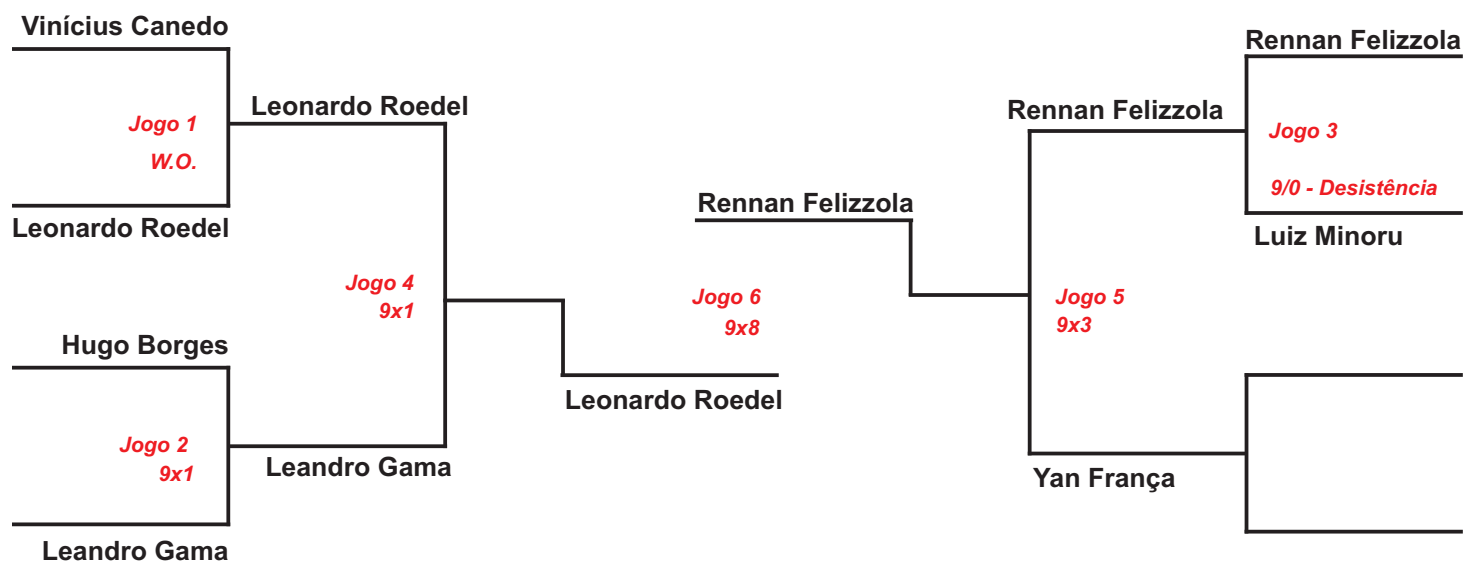 Vinícius Canedo
Leonardo Roedel
Jogo 1
W.O.
Leonardo Roedel
Jogo 4
9x1
Hugo Borges
Jogo 2
9x1
Leandro Gama
Leandro Gama
Rennan Felizzola
Jogo 6
9x8
Leonardo Roedel
Rennan Felizzola
Rennan Felizzola
Jogo 3
9/0 - Desistência
Luiz Minoru
Jogo 5
9x3
Yan França